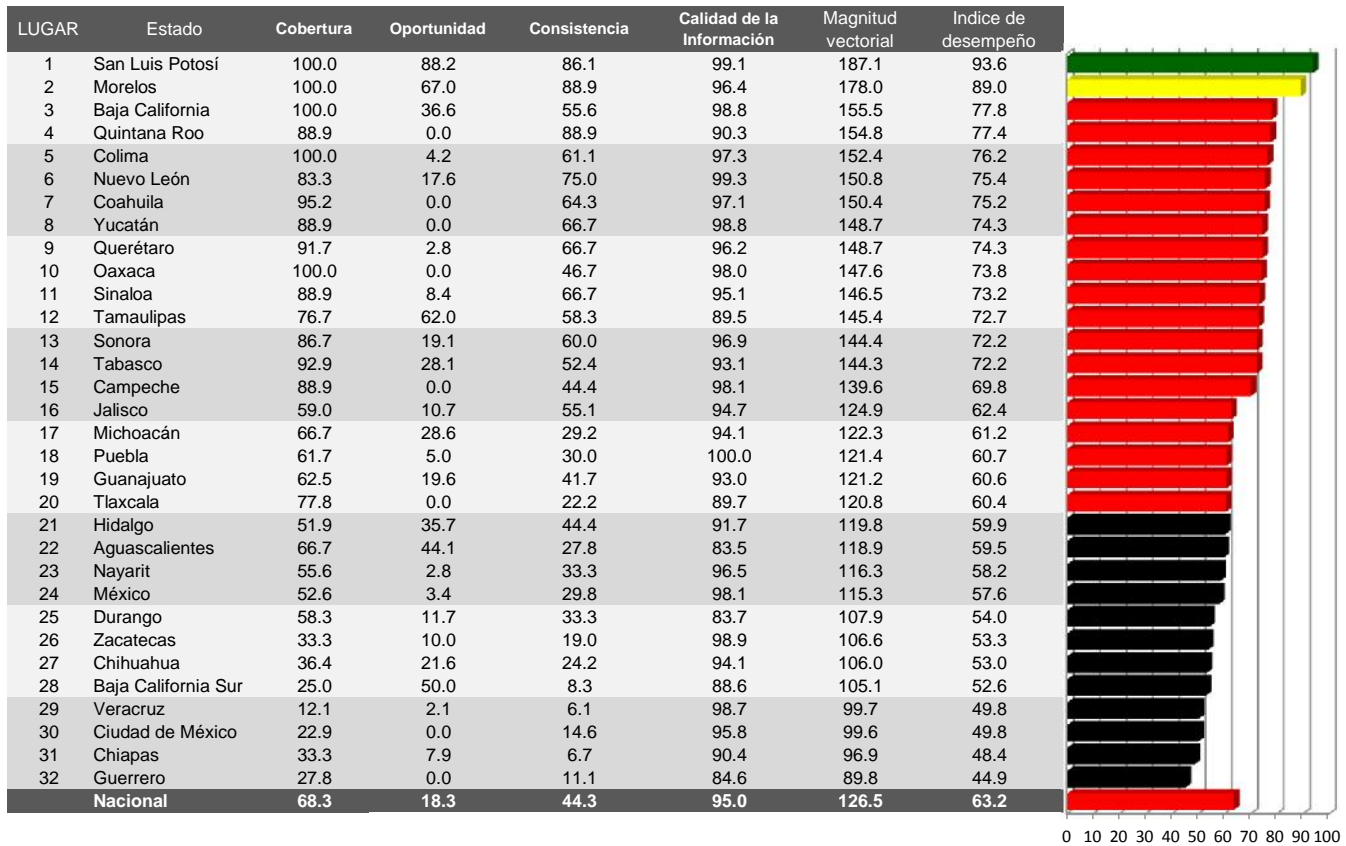 LUGAR Estado Cobertura Oportunidad Consistencia Calidad de la Información Magnitud vectorial Indice de desempeño
1 San Luis Potosí 100.0 88.2 86.1 99.1 187.1 93.6
2 Morelos 100.0 67.0 88.9 96.4 178.0 89.0
3 Baja California 100.0 36.6 55.6 98.8 155.5 77.8
4 Quintana Roo 88.9 0.0 88.9 90.3 154.8 77.4
5 Colima 100.0 4.2 61.1 97.3 152.4 76.2
6 Nuevo León 83.3 17.6 75.0 99.3 150.8 75.4
7 Coahuila 95.2 0.0 64.3 97.1 150.4 75.2
8 Yucatán 88.9 0.0 66.7 98.8 148.7 74.3
9 Querétaro 91.7 2.8 66.7 96.2 148.7 74.3
10 Oaxaca 100.0 0.0 46.7 98.0 147.6 73.8
11 Sinaloa 88.9 8.4 66.7 95.1 146.5 73.2
12 Tamaulipas 76.7 62.0 58.3 89.5 145.4 72.7
13 Sonora 86.7 19.1 60.0 96.9 144.4 72.2
14 Tabasco 92.9 28.1 52.4 93.1 144.3 72.2
15 Campeche 88.9 0.0 44.4 98.1 139.6 69.8
16 Jalisco 59.0 10.7 55.1 94.7 124.9 62.4
17 Michoacán 66.7 28.6 29.2 94.1 122.3 61.2
18 Puebla 61.7 5.0 30.0 100.0 121.4 60.7
19 Guanajuato 62.5 19.6 41.7 93.0 121.2 60.6
20 Tlaxcala 77.8 0.0 22.2 89.7 120.8 60.4
21 Hidalgo 51.9 35.7 44.4 91.7 119.8 59.9
22 Aguascalientes 66.7 44.1 27.8 83.5 118.9 59.5
23 Nayarit 55.6 2.8 33.3 96.5 116.3 58.2
24 México 52.6 3.4 29.8 98.1 115.3 57.6
25 Durango 58.3 11.7 33.3 83.7 107.9 54.0
26 Zacatecas 33.3 10.0 19.0 98.9 106.6 53.3
27 Chihuahua 36.4 21.6 24.2 94.1 106.0 53.0
28 Baja California Sur 25.0 50.0 8.3 88.6 105.1 52.6
29 Veracruz 12.1 2.1 6.1 98.7 99.7 49.8
30 Ciudad de México 22.9 0.0 14.6 95.8 99.6 49.8
31 Chiapas 33.3 7.9 6.7 90.4 96.9 48.4
32 Guerrero 27.8 0.0 11.1 84.6 89.8 44.9
Nacional 68.3 18.3 44.3 95.0 126.5 63.2
0 10 20 30 40 50 60 70 80 90 100